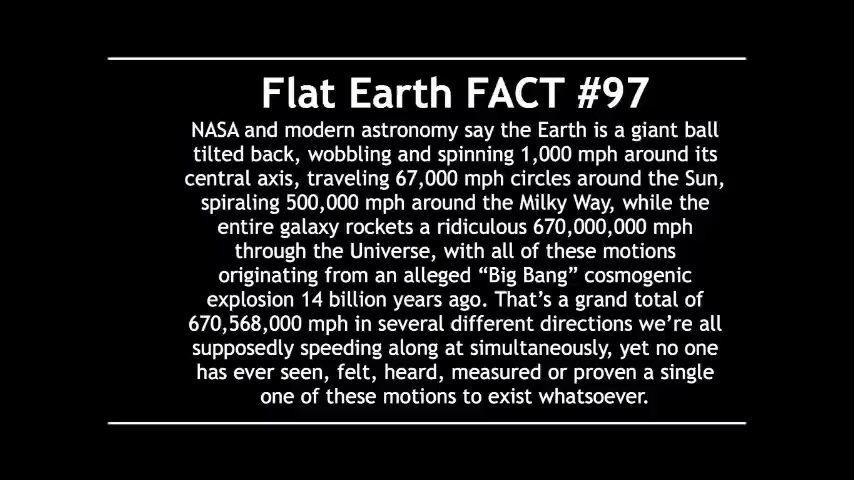 Flat Earth FACT #97
NASA and modern astronomy say the Earth is a giant ball
tilted back, wobbling and spinning 1,000 mph around its
central axis, traveling 67,000 mph circles around the Sun,
spiraling 500,000 mph around the Milky Way, while the
entire galaxy rockets a ridiculous 670,000,000 mph
through the Universe, with all of these motions
originating from an alleged “Big Bang” cosmogenic
explosion 14 billion years ago. That’s a grand total of
670,568,000 mph in several different directions we’re all
supposedly speeding along at simultaneously, yet no one
has ever seen, felt, heard, measured or proven a single
one of these motions to exist whatsoever.